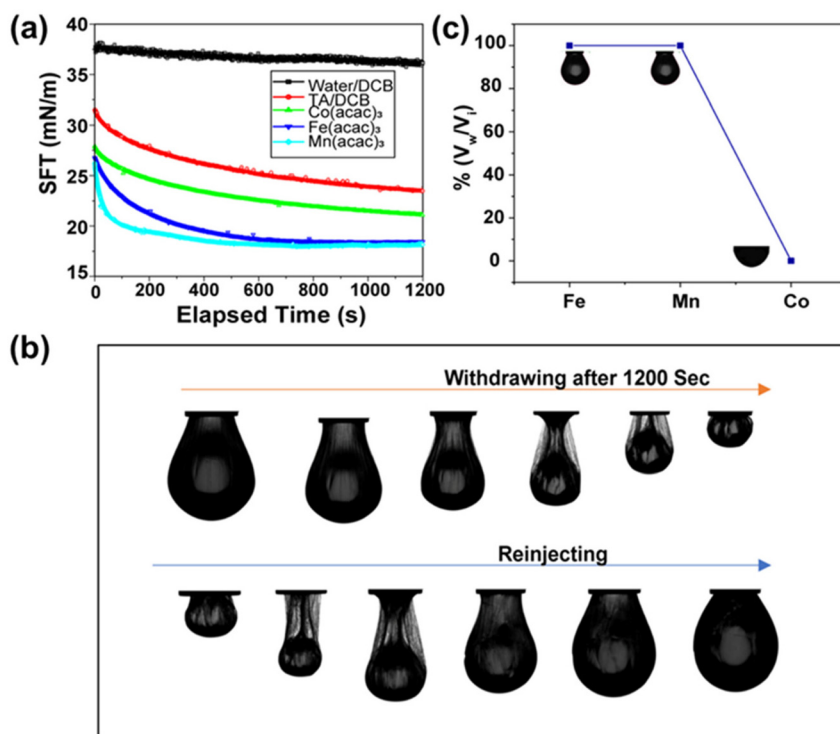 (a)
SFT (mN/m)
40
35
30
25
20
15
Water/DCB
TA/DCB
Co(acac)₃
Fe(acac)₃
Mn(acac)₃
0 200 400 600 800 1000 1200
Elapsed Time (s)
(c)
% (Vw/Vi)
100
80
60
40
20
0
Fe Mn Co
(b)
Withdrawing after 1200 Sec
Reinjecting